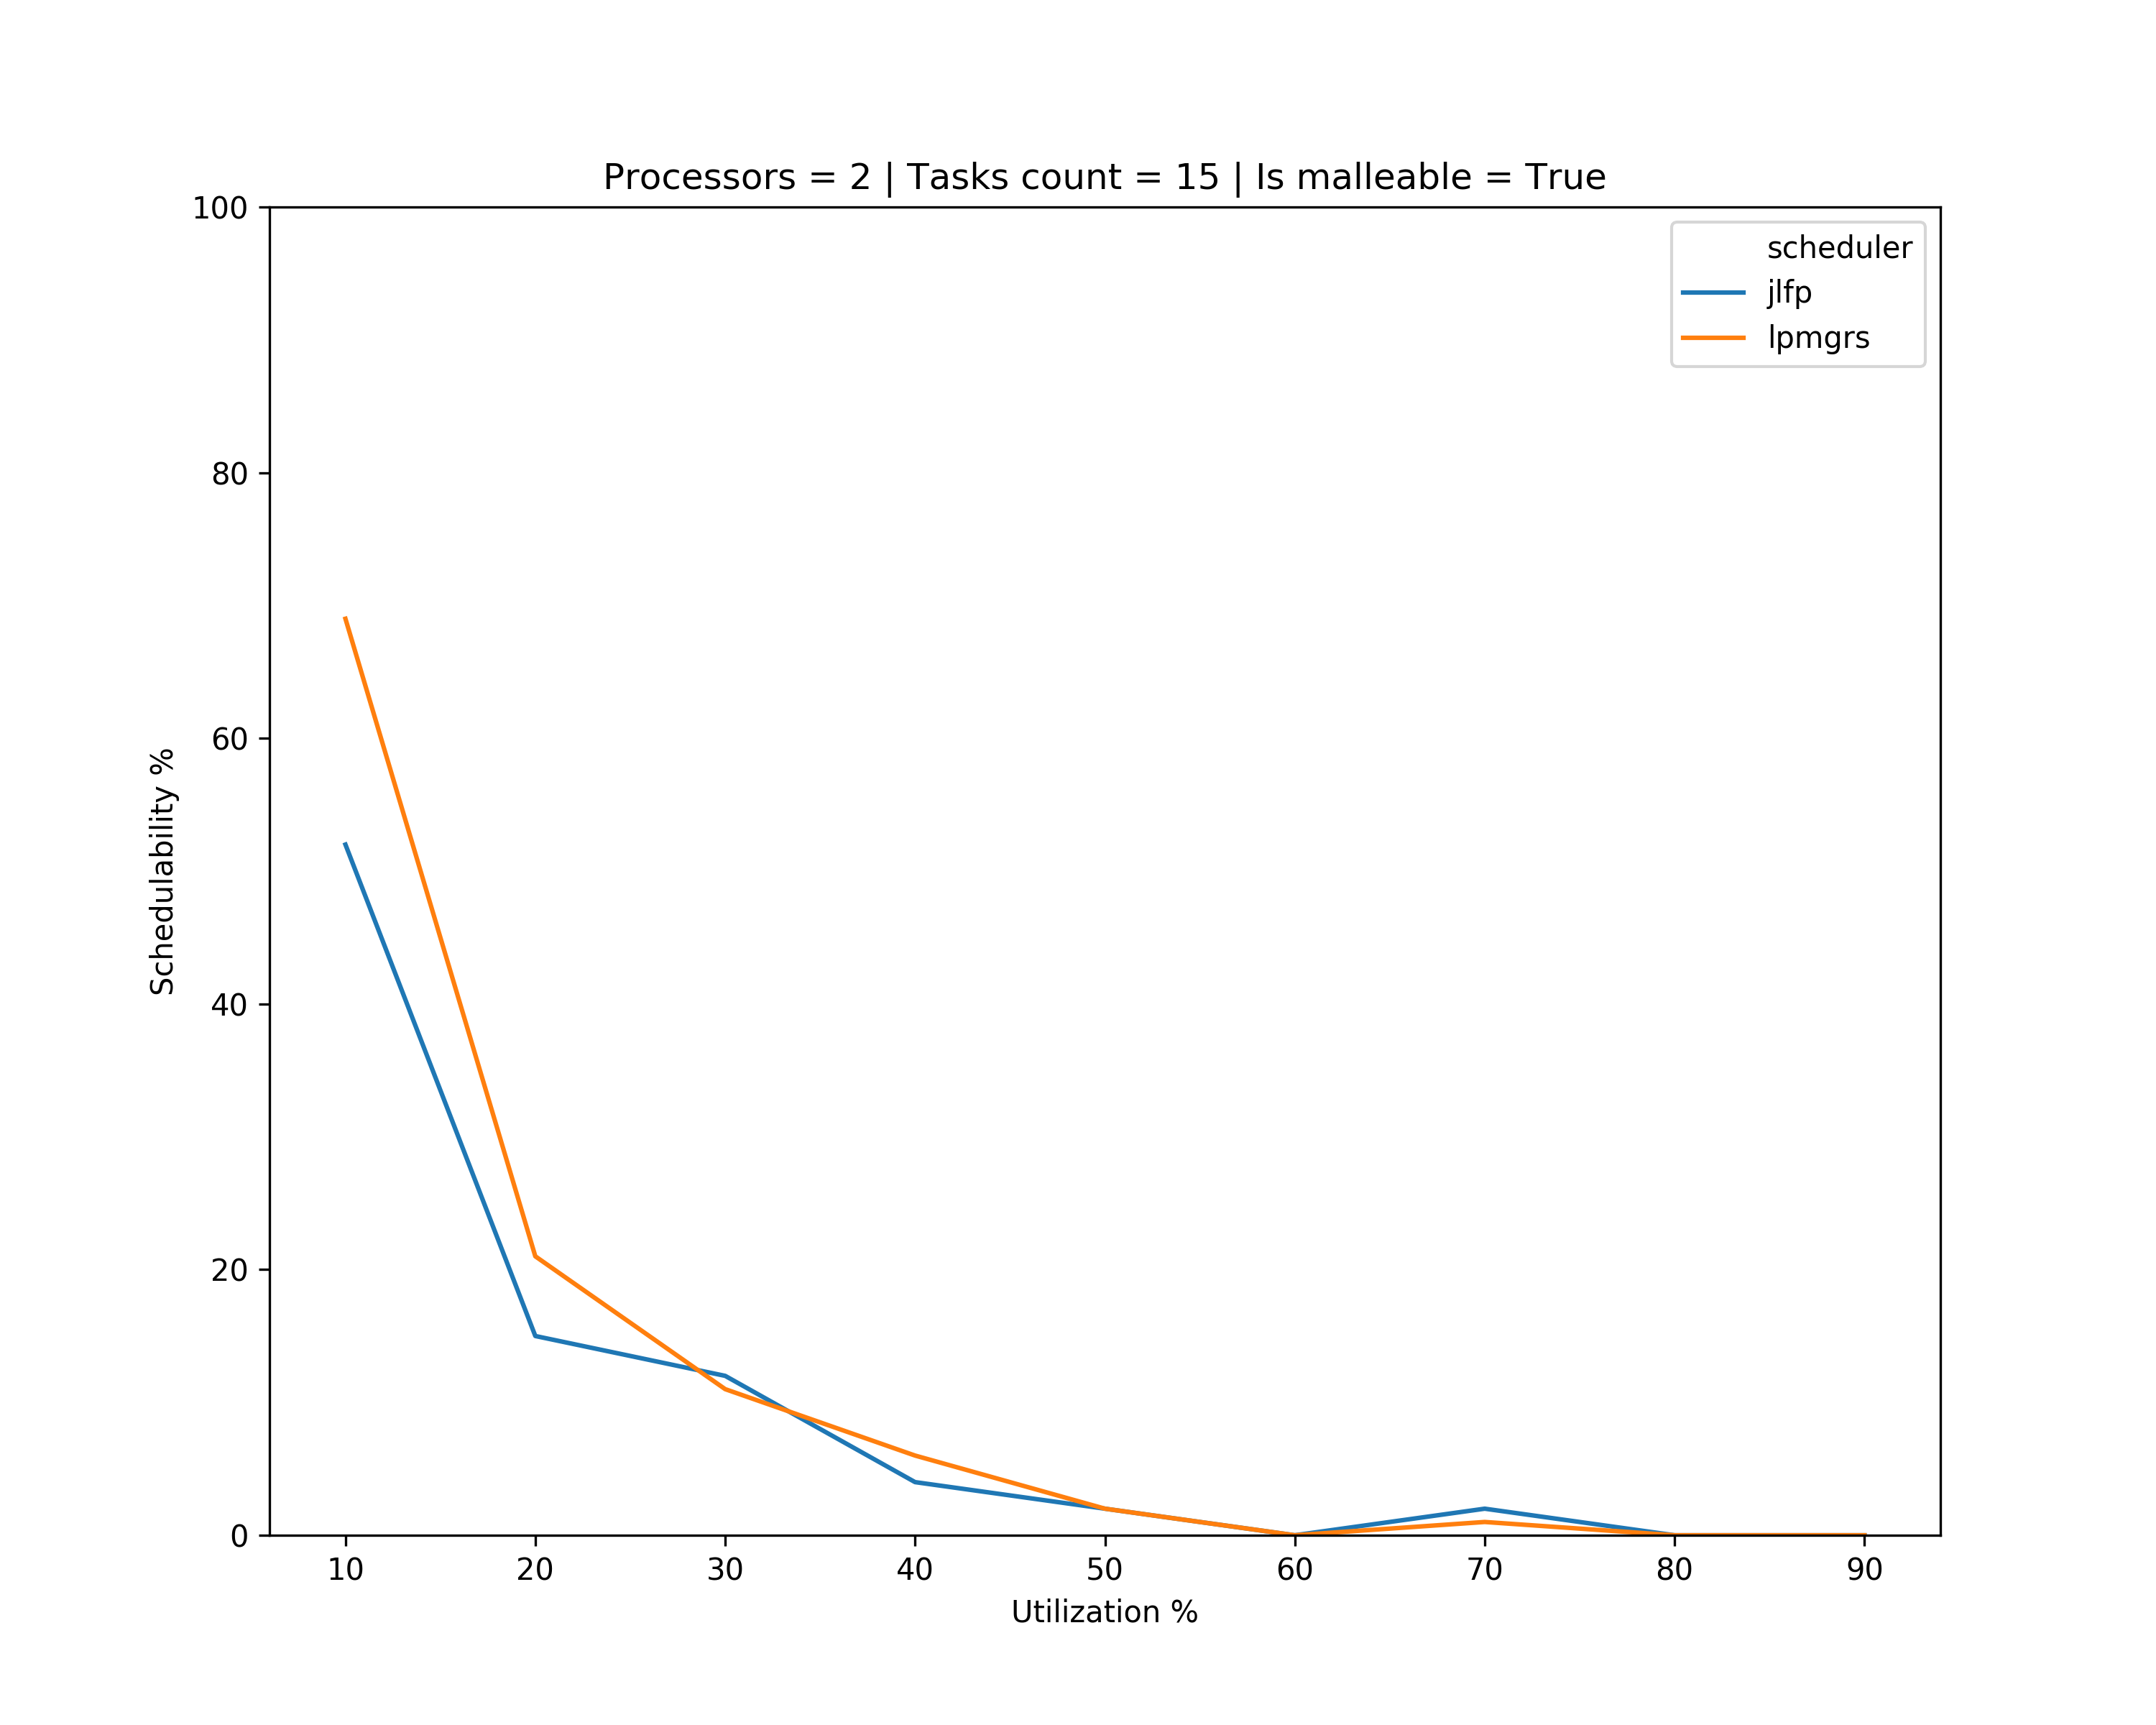 Processors = 2 | Tasks count = 15 | Is malleable = True
scheduler
jlfp
lpmgrs
Schedulability %
100
80
60
40
20
0
10 20 30 40 50 60 70 80 90
Utilization %